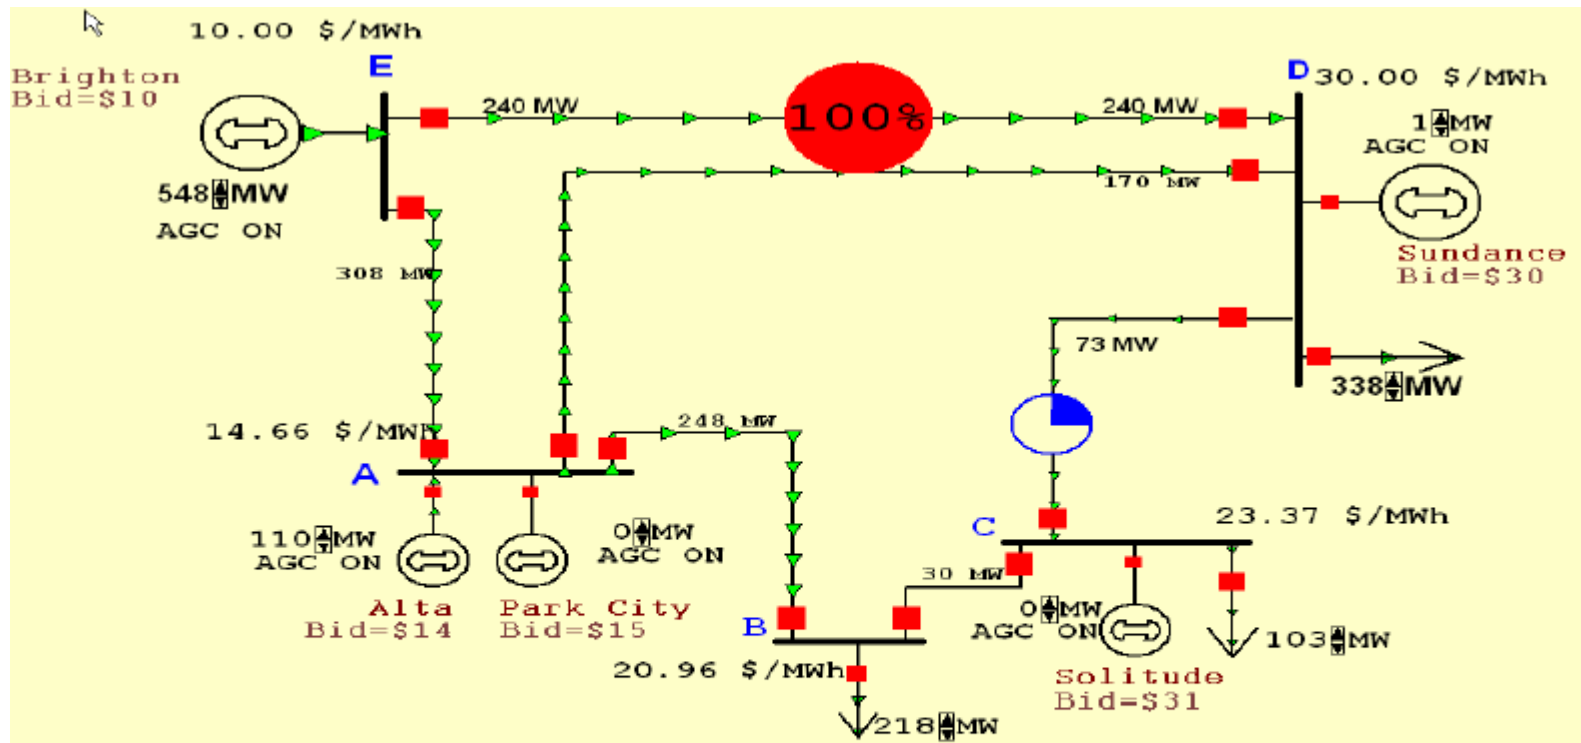 10.00 $/MWh
E
Brighton
Bid=$10
D
30.00 $/MWh
240 MW
100%
240 MW
1 MW
AGC ON
548 MW
AGC ON
170 MW
Sundance
Bid=$30
308 MW
73 MW
338 MW
14.66 $/MWh
248 MW
A
C
23.37 $/MWh
110 MW
AGC ON
0 MW
AGC ON
30 MW
Alta
Bid=$14
Park City
Bid=$15
B
0 MW
AGC ON
103 MW
20.96 $/MWh
Solitude
Bid=$31
218 MW